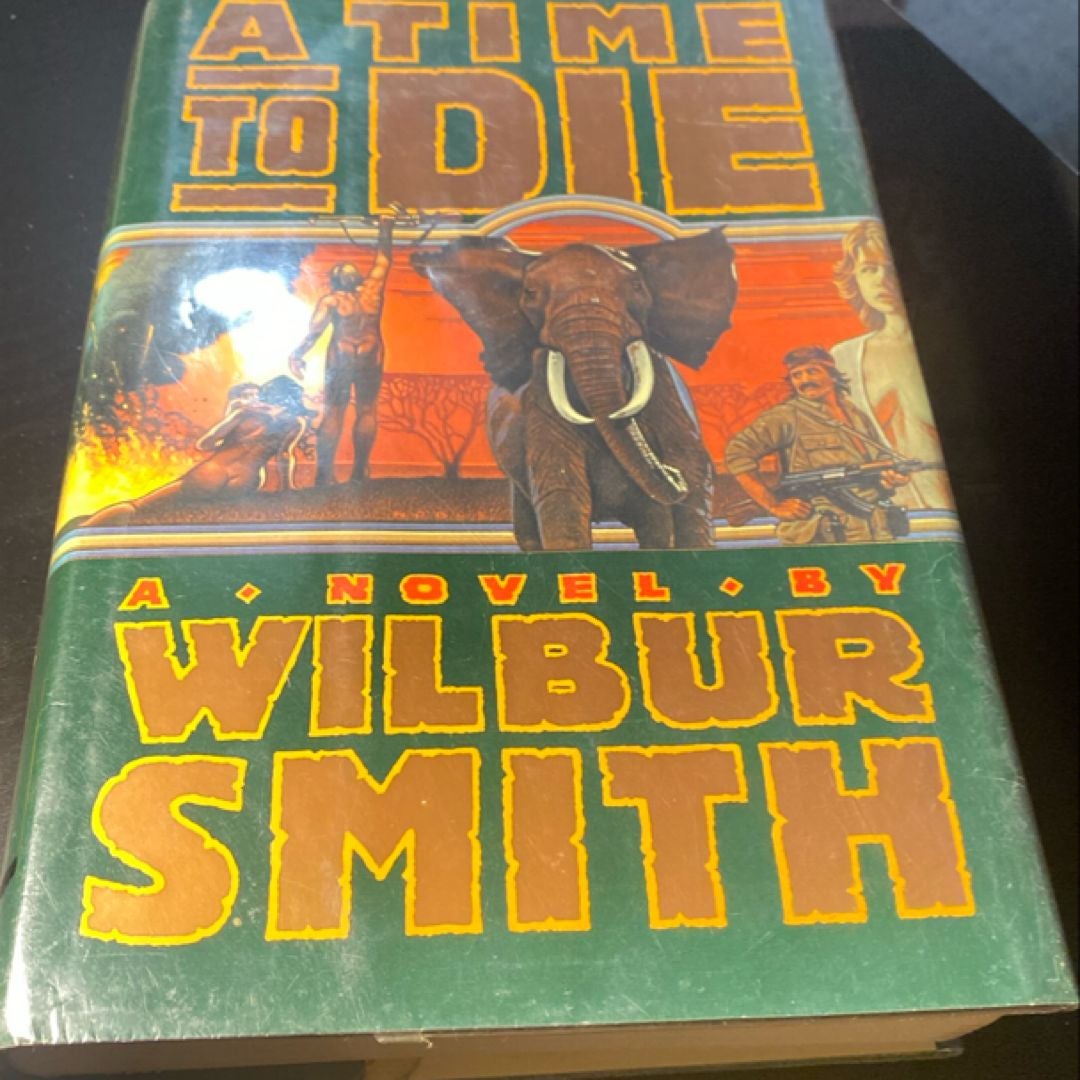 A TIME
TO DIE
A • NOVEL • BY
WILBUR
SMITH